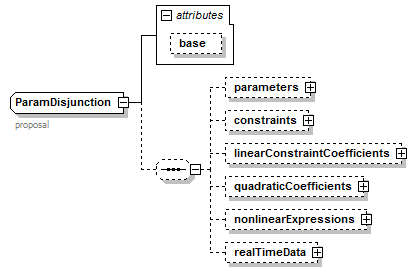 attributes
base
ParamDisjunction
proposal
parameters
constraints
linearConstraintCoefficients
quadraticCoefficients
nonlinearExpressions
realTimeData